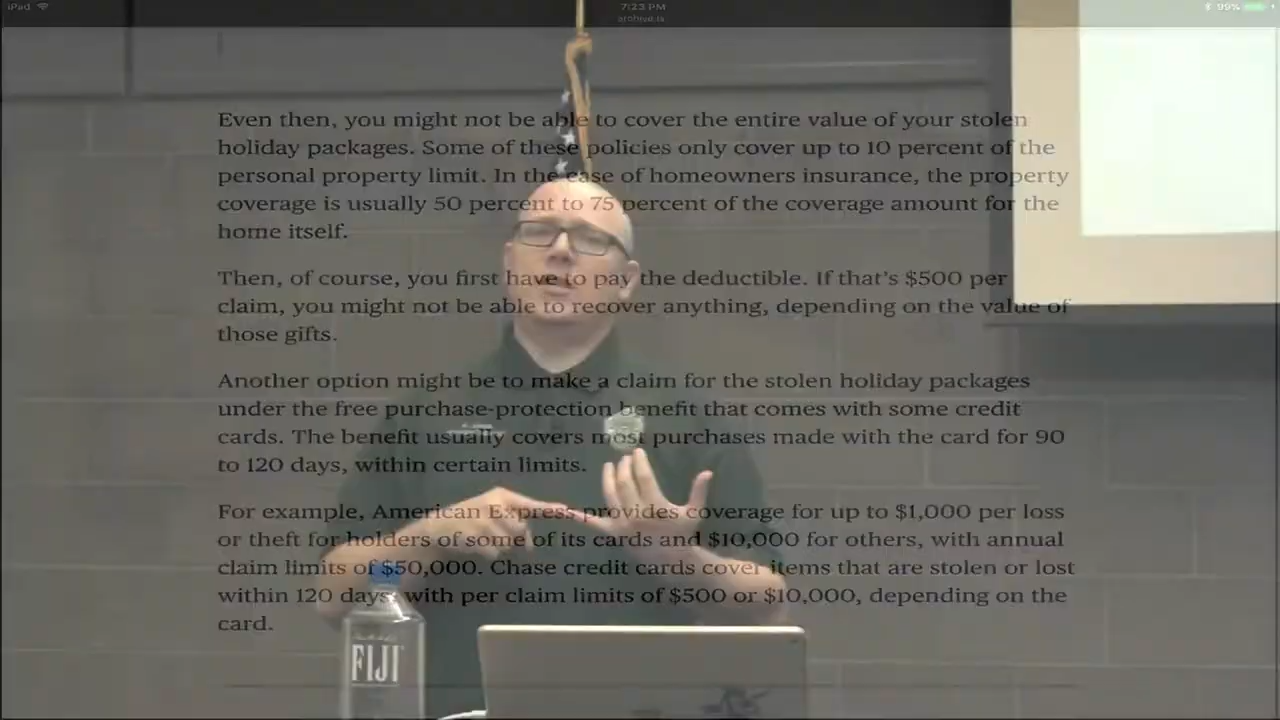 iPad
7:23 PM
99%
archive.is
Even then, you might not be able to cover the entire value of your stolen
holiday packages. Some of these policies only cover up to 10 percent of the
personal property limit. In the case of homeowners insurance, the property
coverage is usually 50 percent to 75 percent of the coverage amount for the
home itself.
Then, of course, you first have to pay the deductible. If that's $500 per
claim, you might not be able to recover anything, depending on the value of
those gifts.
Another option might be to make a claim for the stolen holiday packages
under the free purchase-protection benefit that comes with some credit
cards. The benefit usually covers most purchases made with the card for 90
to 120 days, within certain limits.
For example, American Express provides coverage for up to $1,000 per loss
or theft for holders of some of its cards and $10,000 for others, with annual
claim limits of $50,000. Chase credit cards cover items that are stolen or lost
within 120 days, with per claim limits of $500 or $10,000, depending on the
card.
FIJI